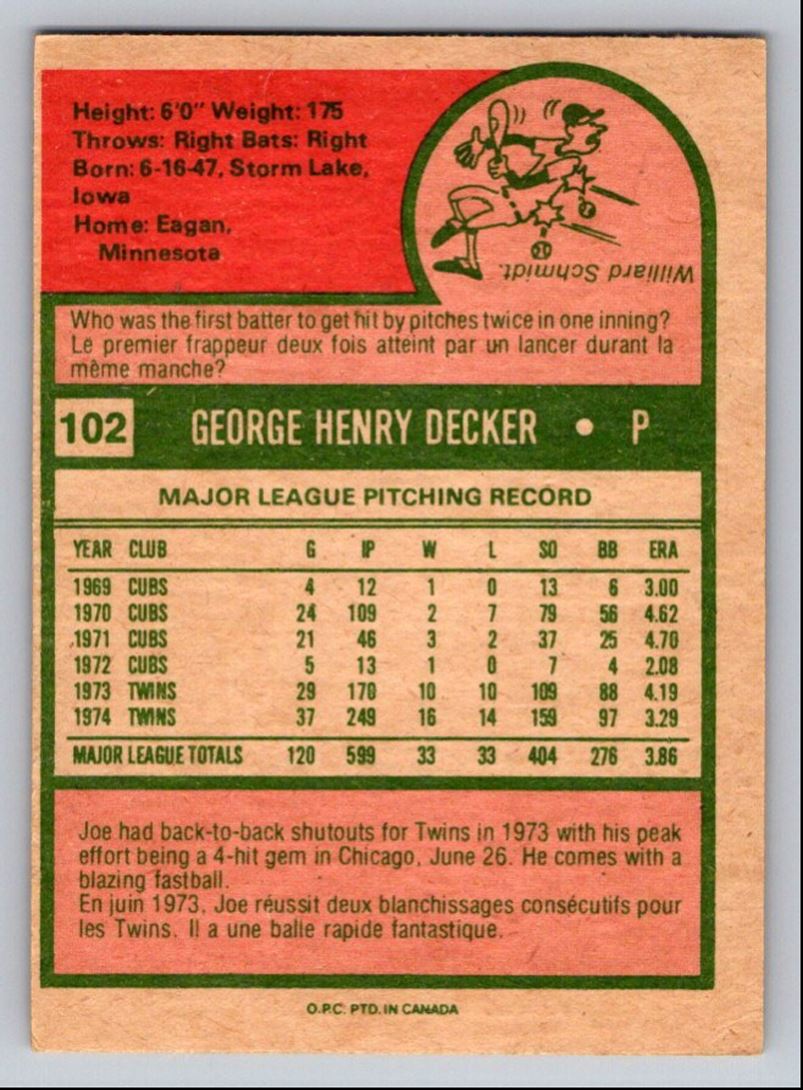 Height: 6'0" Weight: 175
Throws: Right Bats: Right
Born: 6-16-47, Storm Lake,
Iowa
Home: Eagan,
Minnesota
Williard Schmidt.
Who was the first batter to get hit by pitches twice in one inning?
Le premier frappeur deux fois atteint par un lancer durant la
même manche?
102 GEORGE HENRY DECKER • P
MAJOR LEAGUE PITCHING RECORD
YEAR CLUB G IP W L SO BB ERA
1969 CUBS 4 12 1 0 13 6 3.00
1970 CUBS 24 109 2 7 79 56 4.62
1971 CUBS 21 46 3 2 37 25 4.70
1972 CUBS 5 13 1 0 7 4 2.08
1973 TWINS 29 170 10 10 109 88 4.19
1974 TWINS 37 249 16 14 159 97 3.29
MAJOR LEAGUE TOTALS 120 599 33 33 404 276 3.86
Joe had back-to-back shutouts for Twins in 1973 with his peak
effort being a 4-hit gem in Chicago, June 26. He comes with a
blazing fastball.
En juin 1973, Joe réussit deux blanchissages consécutifs pour
les Twins. Il a une balle rapide fantastique.
O.P.C. PTD. IN CANADA